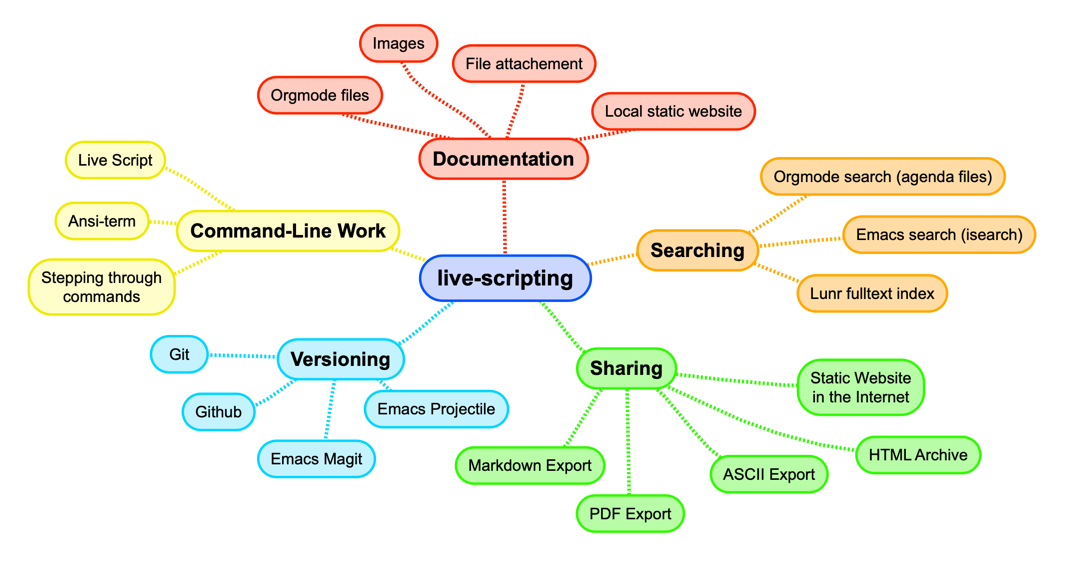 Images
File attachement
Orgmode files
Local static website
Documentation
Live Script
Ansi-term
Stepping through
commands
Command-Line Work
Orgmode search (agenda files)
Emacs search (isearch)
Lunr fulltext index
Searching
live-scripting
Versioning
Git
Github
Emacs Projectile
Emacs Magit
Sharing
Static Website
in the Internet
HTML Archive
ASCII Export
Markdown Export
PDF Export